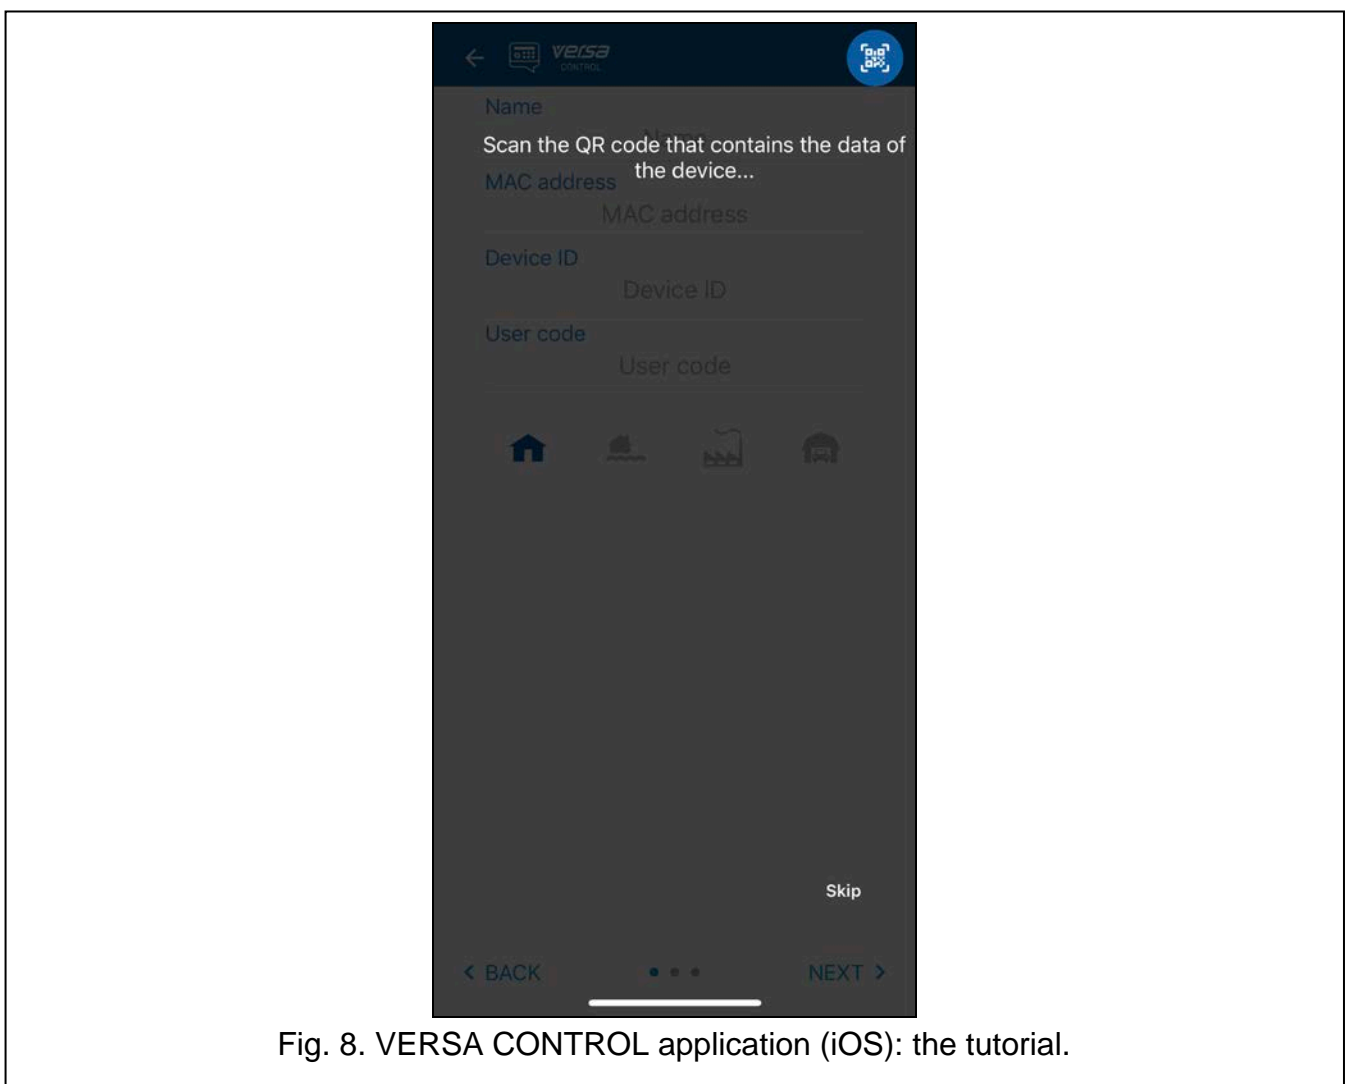 versa
CONTROL
Name
Name
Scan the QR code that contains the data of
the device...
MAC address
MAC address
Device ID
Device ID
User code
User code
Skip
BACK
NEXT
Fig. 8. VERSA CONTROL application (iOS): the tutorial.